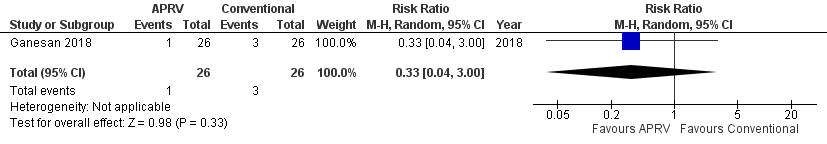 APRV Conventional Risk Ratio Risk Ratio
Study or Subgroup Events Total Events Total Weight M-H, Random, 95% CI Year M-H, Random, 95% CI
Ganesan 2018 1 26 3 26 100.0% 0.33 [0.04, 3.00] 2018
Total (95% CI) 26 26 100.0% 0.33 [0.04, 3.00]
Total events 1 3
Heterogeneity: Not applicable
Test for overall effect: Z = 0.98 (P = 0.33)
0.05 0.2 1 5 20
Favours APRV Favours Conventional